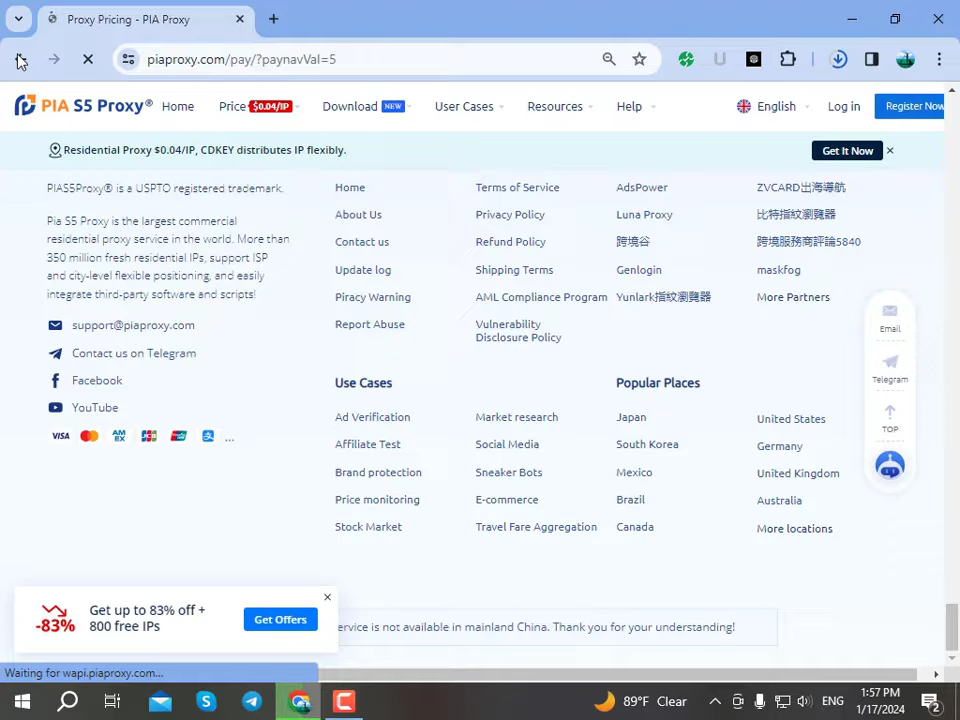 Proxy Pricing - PIA Proxy
piaproxy.com/pay/?paynavVal=5
PIA S5 Proxy®
Home
Price $0.04/IP
Download NEW
User Cases
Resources
Help
English
Log in
Register Now
Residential Proxy $0.04/IP, CDKEY distributes IP flexibly.
Get It Now
PIAS5Proxy® is a USPTO registered trademark.
Pia S5 Proxy is the largest commercial
residential proxy service in the world. More than
350 million fresh residential IPs, support ISP
and city-level flexible positioning, and easily
integrate third-party software and scripts!
support@piaproxy.com
Contact us on Telegram
Facebook
YouTube
VISA
AM
EX
JCB
...
Home
About Us
Contact us
Update log
Piracy Warning
Report Abuse
Terms of Service
Privacy Policy
Refund Policy
Shipping Terms
AML Compliance Program
Vulnerability
Disclosure Policy
AdsPower
Luna Proxy
跨境谷
Genlogin
Yunlark指紋瀏覽器
ZVCARD出海導航
比特指紋瀏覽器
跨境服務商評論5840
maskfog
More Partners
Use Cases
Ad Verification
Affiliate Test
Brand protection
Price monitoring
Stock Market
Market research
Social Media
Sneaker Bots
E-commerce
Travel Fare Aggregation
Popular Places
Japan
South Korea
Mexico
Brazil
Canada
United States
Germany
United Kingdom
Australia
More locations
Email
Telegram
TOP
-83%
Get up to 83% off +
800 free IPs
Get Offers
ervice is not available in mainland China. Thank you for your understanding!
Waiting for wapi.piaproxy.com...
89°F Clear
ENG
1:57 PM
1/17/2024
2